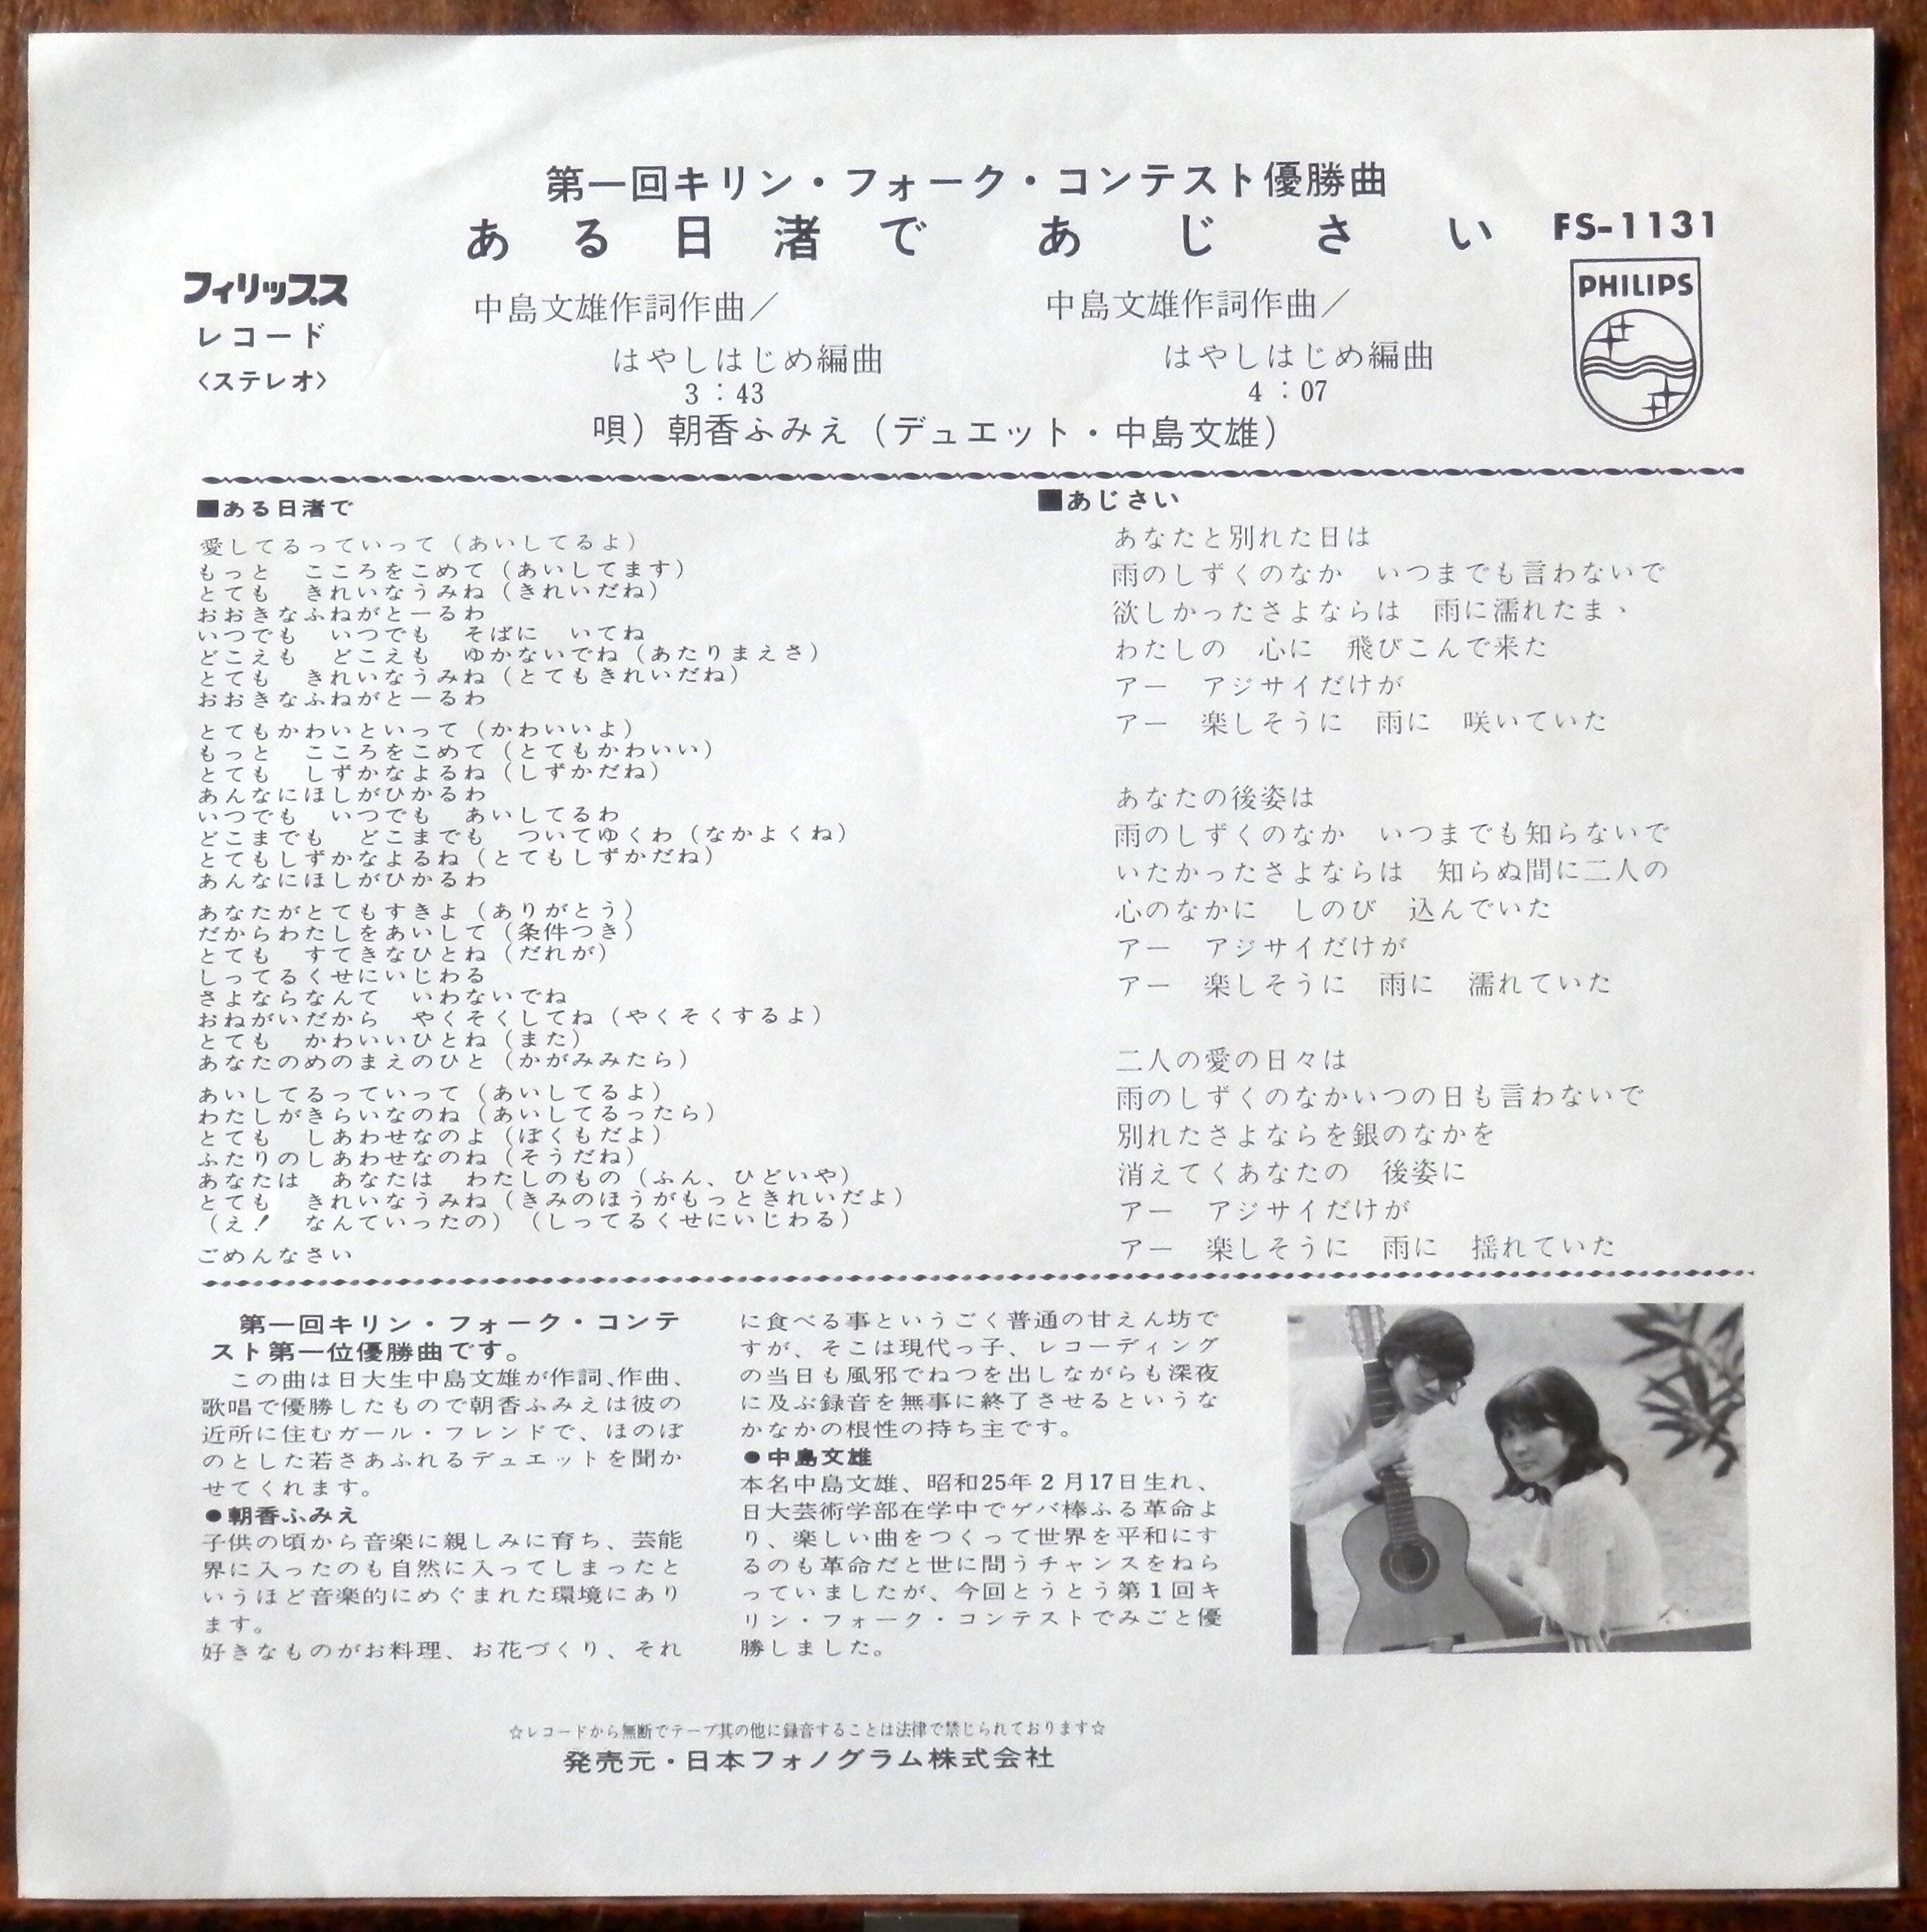 第一回キリン・フォーク・コンテスト優勝曲
ある日渚で　あじさい
FS-1131
フィリップス
レコード
〈ステレオ〉
PHILIPS
中島文雄作詞作曲／
はやしはじめ編曲
3：43
中島文雄作詞作曲／
はやしはじめ編曲
4：07
唄）朝香ふみえ（デュエット・中島文雄）
■ある日渚で
愛してるっていって（あいしてるよ）
もっと　こころをこめて（あいしてます）
とても　きれいなうみね（きれいだね）
おおきなふねがとーるわ
いつでも　いつでも　そばに　いてね
どこえも　どこえも　ゆかないでね（あたりまえさ）
とても　きれいなうみね（とてもきれいだね）
おおきなふねがとーるわ
とてもかわいといって（かわいいよ）
もっと　こころをこめて（とてもかわいい）
とても　しずかなよるね（しずかだね）
あんなにほしがひかるわ
いつでも　いつでも　あいしてるわ
どこまでも　どこまでも　ついてゆくわ（なかよくね）
とてもしずかなよるね（とてもしずかだね）
あんなにほしがひかるわ
あなたがとてもすきよ（ありがとう）
だからわたしをあいして（条件つき）
とても　すてきなひとね（だれが）
しってるくせにいじわる
さよならなんて　いわないでね
おねがいだから　やくそくしてね（やくそくするよ）
とても　かわいいひとね（また）
あなたのめのまえのひと（かがみみたら）
あいしてるっていって（あいしてるよ）
わたしがきらいなのね（あいしてるったら）
とても　しあわせなのよ（ぼくもだよ）
ふたりのしあわせなのね（そうだね）
あなたは　あなたは　わたしのもの（ふん、ひどいや）
とても　きれいなうみね（きみのほうがもっときれいだよ）
（え！　なんていったの）（しってるくせにいじわる）
ごめんなさい
■あじさい
あなたと別れた日は
雨のしずくのなか　いつまでも言わないで
欲しかったさよならは　雨に濡れたまゝ
わたしの　心に　飛びこんで来た
アー　アジサイだけが
アー　楽しそうに　雨に　咲いていた
あなたの後姿は
雨のしずくのなか　いつまでも知らないで
いたかったさよならは　知らぬ間に二人の
心のなかに　しのび　込んでいた
アー　アジサイだけが
アー　楽しそうに　雨に　濡れていた
二人の愛の日々は
雨のしずくのなかいつの日も言わないで
別れたさよならを銀のなかを
消えてくあなたの　後姿に
アー　アジサイだけが
アー　楽しそうに　雨に　揺れていた
第一回キリン・フォーク・コンテ
スト第一位優勝曲です。
この曲は日大生中島文雄が作詞、作曲、
歌唱で優勝したもので朝香ふみえは彼の
近所に住むガール・フレンドで、ほのぼ
のとした若さあふれるデュエットを聞か
せてくれます。
●朝香ふみえ
子供の頃から音楽に親しみに育ち、芸能
界に入ったのも自然に入ってしまったと
いうほど音楽的にめぐまれた環境にあり
ます。
好きなものがお料理、お花づくり、それ
に食べる事というごく普通の甘えん坊で
すが、そこは現代っ子、レコーディング
の当日も風邪でねつを出しながらも深夜
に及ぶ録音を無事に終了させるというな
かなかの根性の持ち主です。
●中島文雄
本名中島文雄、昭和25年2月17日生れ、
日大芸術学部在学中でゲバ棒ふる革命よ
り、楽しい曲をつくって世界を平和にす
るのも革命だと世に問うチャンスをねら
っていましたが、今回とうとう第1回キ
リン・フォーク・コンテストでみごと優
勝しました。
☆レコードから無断でテープ其の他に録音することは法律で禁じられております☆
発売元・日本フォノグラム株式会社